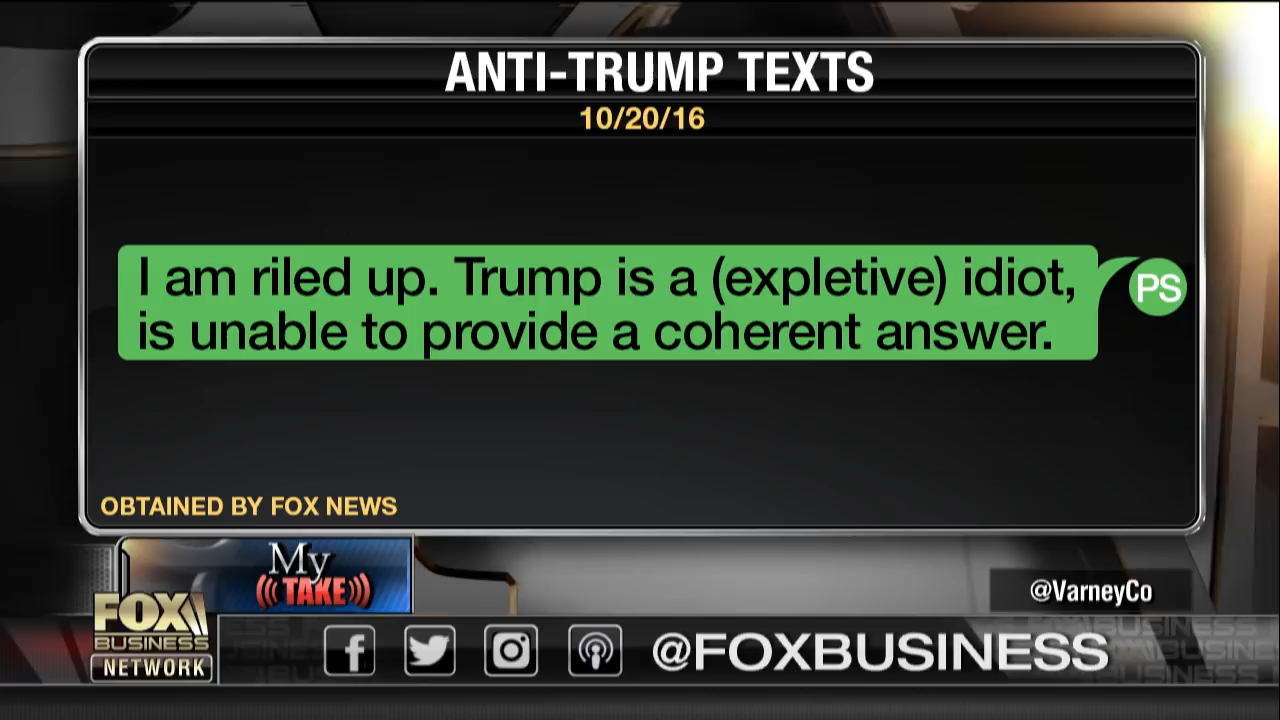 ANTI-TRUMP TEXTS
10/20/16
I am riled up. Trump is a (expletive) idiot,
is unable to provide a coherent answer.
PS
OBTAINED BY FOX NEWS
My
TAKE
@VarneyCo
FOX
BUSINESS
NETWORK
@FOXBUSINESS